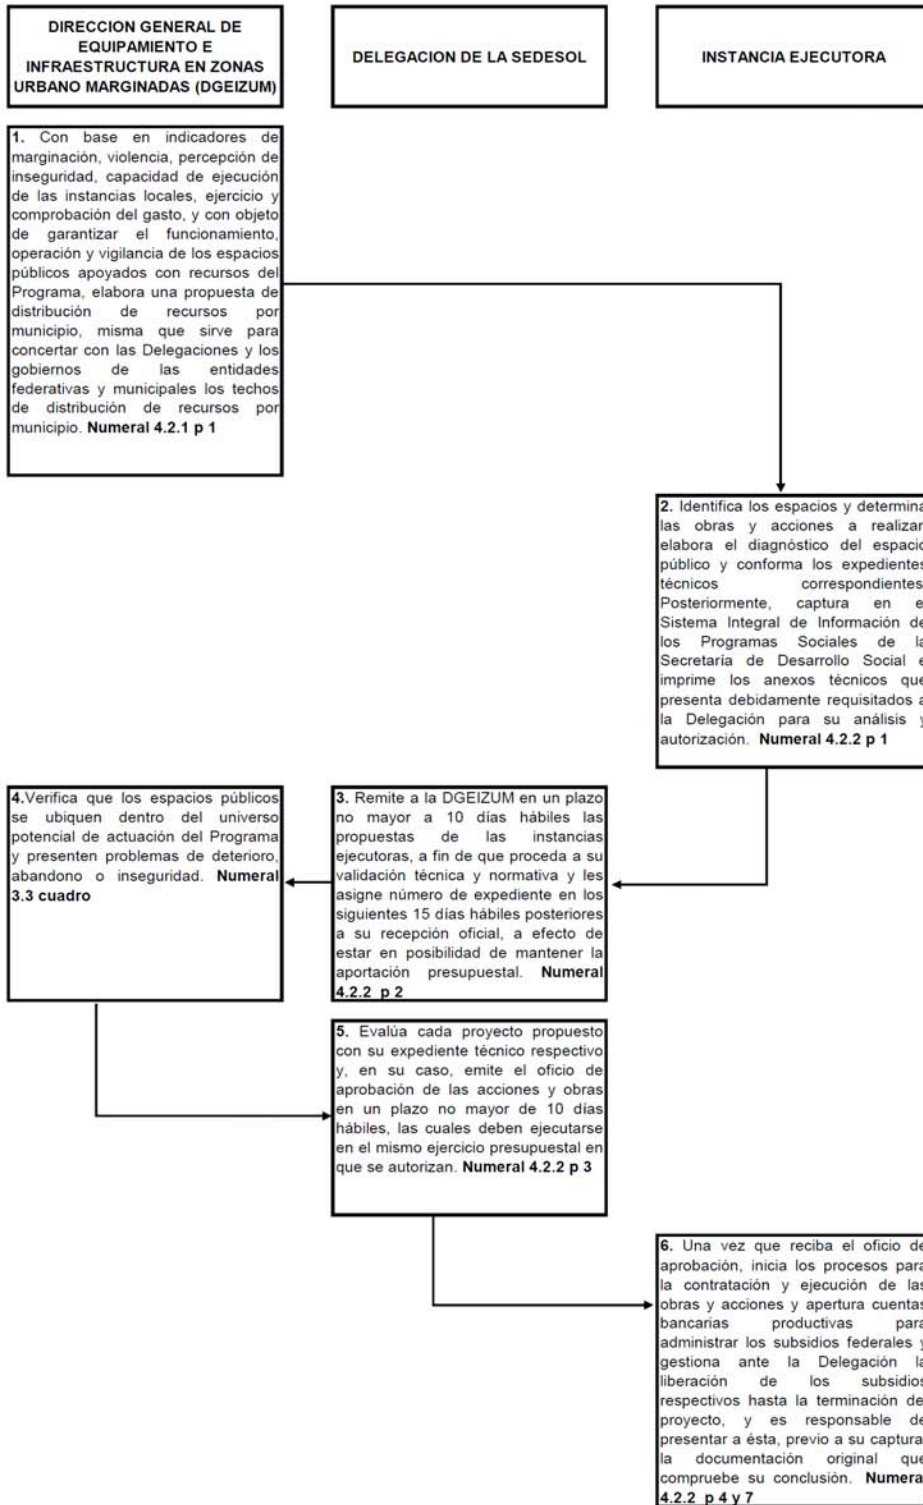 DIRECCION GENERAL DE
EQUIPAMIENTO E
INFRAESTRUCTURA EN ZONAS
URBANO MARGINADAS (DGEIZUM)
DELEGACION DE LA SEDESOL
INSTANCIA EJECUTORA
1. Con base en indicadores de
marginación, violencia, percepción de
inseguridad, capacidad de ejecución
de las instancias locales, ejercicio y
comprobación del gasto, y con objeto
de garantizar el funcionamiento,
operación y vigilancia de los espacios
públicos apoyados con recursos del
Programa, elabora una propuesta de
distribución de recursos por
municipio, misma que sirve para
concertar con las Delegaciones y los
gobiernos de las entidades
federativas y municipales los techos
de distribución de recursos por
municipio. Numeral 4.2.1 p 1
2. Identifica los espacios y determina
las obras y acciones a realizar
elabora el diagnóstico del espacio
público y conforma los expedientes
técnicos correspondientes
Posteriormente, captura en e
Sistema Integral de Información de
los Programas Sociales de la
Secretaría de Desarrollo Social e
imprime los anexos técnicos que
presenta debidamente requisitados a
la Delegación para su análisis y
autorización. Numeral 4.2.2 p 1
4.Verifica que los espacios públicos
se ubiquen dentro del universo
potencial de actuación del Programa
y presenten problemas de deterioro,
abandono o inseguridad. Numeral
3.3 cuadro
3. Remite a la DGEIZUM en un plazo
no mayor a 10 días hábiles las
propuestas de las instancias
ejecutoras, a fin de que proceda a su
validación técnica y normativa y les
asigne número de expediente en los
siguientes 15 días hábiles posteriores
a su recepción oficial, a efecto de
estar en posibilidad de mantener la
aportación presupuestal. Numeral
4.2.2 p 2
5. Evalúa cada proyecto propuesto
con su expediente técnico respectivo
y, en su caso, emite el oficio de
aprobación de las acciones y obras
en un plazo no mayor de 10 días
hábiles, las cuales deben ejecutarse
en el mismo ejercicio presupuestal en
que se autorizan. Numeral 4.2.2 p 3
6. Una vez que reciba el oficio de
aprobación, inicia los procesos para
la contratación y ejecución de las
obras y acciones y apertura cuentas
bancarias productivas para
administrar los subsidios federales y
gestiona ante la Delegación la
liberación de los subsidios
respectivos hasta la terminación de
proyecto, y es responsable de
presentar a ésta, previo a su captura
la documentación original que
compruebe su conclusión. Numera
4.2.2 p 4 y 7